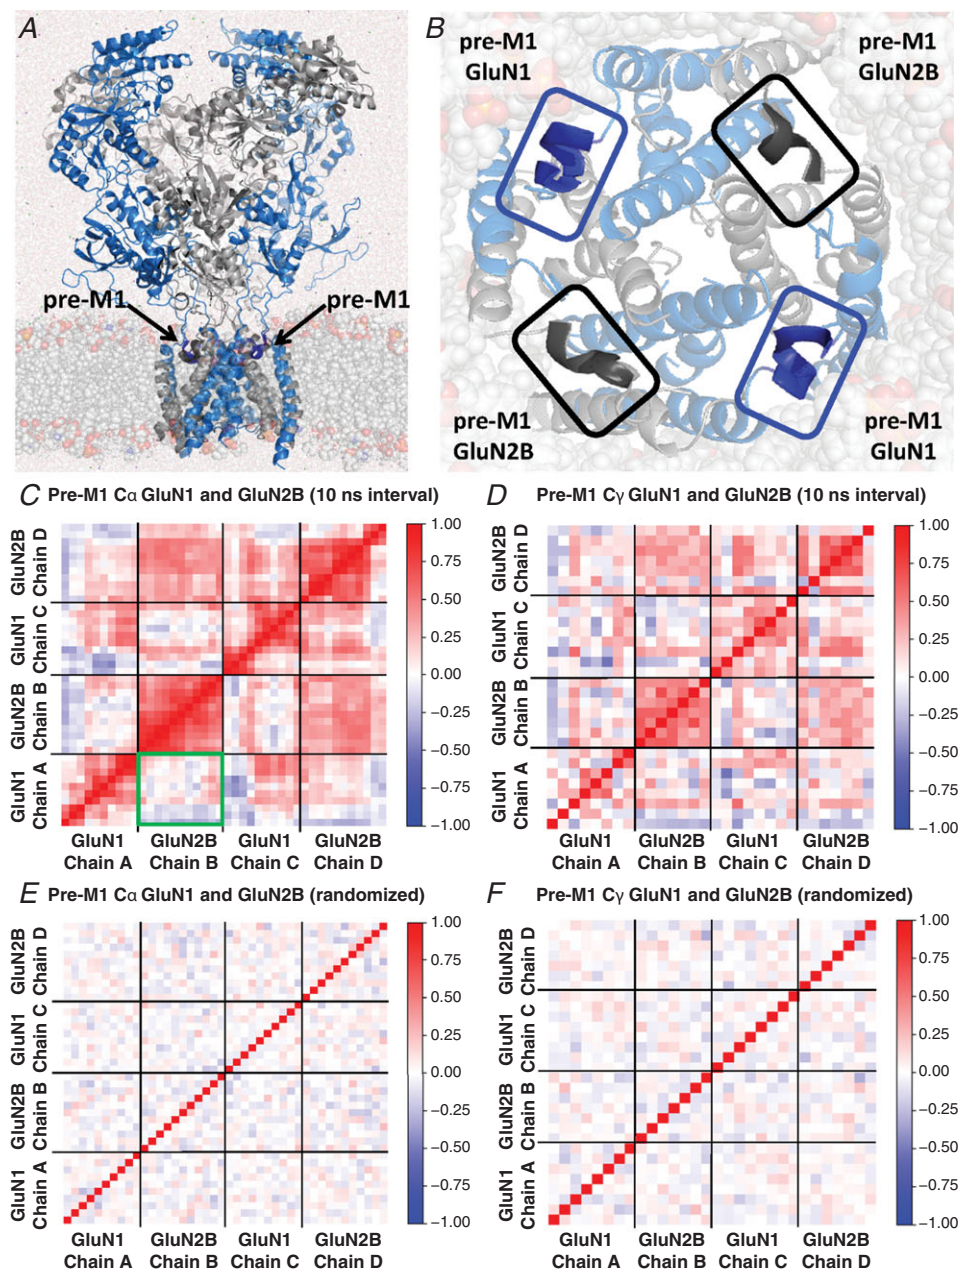 A
B
pre-M1
GluN1
pre-M1
GluN2B
pre-M1
pre-M1
pre-M1
GluN2B
pre-M1
GluN1
C Pre-M1 Cα GluN1 and GluN2B (10 ns interval)
GluN2B
Chain D
GluN1
Chain C
GluN2B
Chain B
GluN1
Chain A
GluN1
Chain A
GluN2B
Chain B
GluN1
Chain C
GluN2B
Chain D
1.00
0.75
0.50
0.25
0.00
−0.25
−0.50
−0.75
−1.00
D Pre-M1 Cγ GluN1 and GluN2B (10 ns interval)
GluN2B
Chain D
GluN1
Chain C
GluN2B
Chain B
GluN1
Chain A
GluN1
Chain A
GluN2B
Chain B
GluN1
Chain C
GluN2B
Chain D
1.00
0.75
0.50
0.25
0.00
−0.25
−0.50
−0.75
−1.00
E Pre-M1 Cα GluN1 and GluN2B (randomized)
GluN2B
Chain D
GluN1
Chain C
GluN2B
Chain B
GluN1
Chain A
GluN1
Chain A
GluN2B
Chain B
GluN1
Chain C
GluN2B
Chain D
1.00
0.75
0.50
0.25
0.00
−0.25
−0.50
−0.75
−1.00
F Pre-M1 Cγ GluN1 and GluN2B (randomized)
GluN2B
Chain D
GluN1
Chain C
GluN2B
Chain B
GluN1
Chain A
GluN1
Chain A
GluN2B
Chain B
GluN1
Chain C
GluN2B
Chain D
1.00
0.75
0.50
0.25
0.00
−0.25
−0.50
−0.75
−1.00